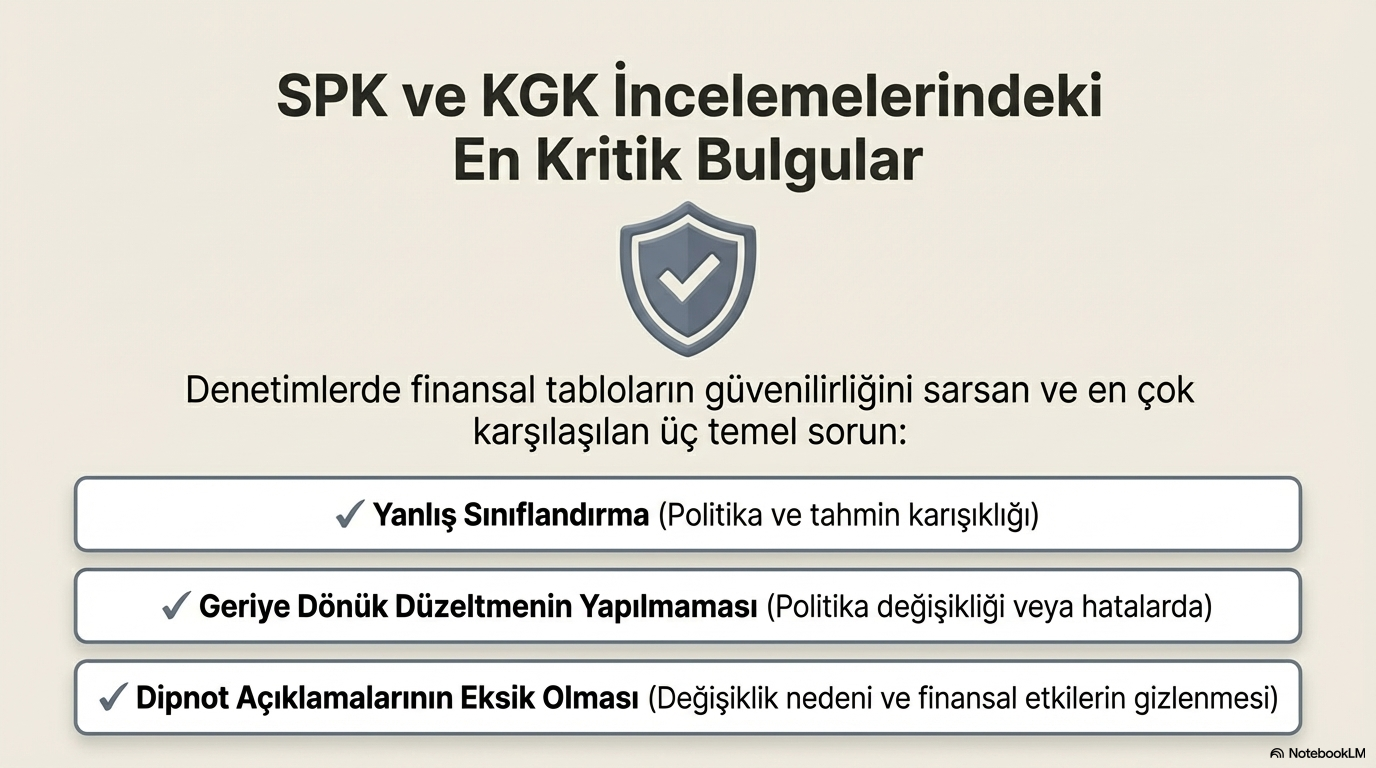 SPK ve KGK İncelemelerindeki
En Kritik Bulgular
Denetimlerde finansal tabloların güvenilirliğini sarsan ve en çok
karşılaşılan üç temel sorun:
✓ Yanlış Sınıflandırma (Politika ve tahmin karışıklığı)
✓ Geriye Dönük Düzeltmenin Yapılmaması (Politika değişikliği veya hatalarda)
✓ Dipnot Açıklamalarının Eksik Olması (Değişiklik nedeni ve finansal etkilerin gizlenmesi)
NotebookLM